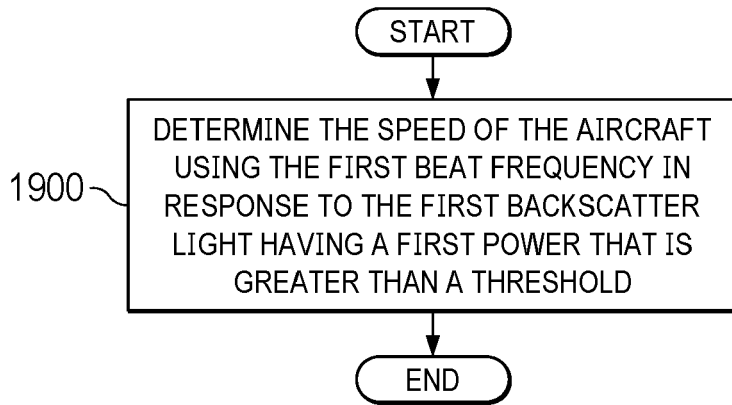 START
1900
DETERMINE THE SPEED OF THE AIRCRAFT
USING THE FIRST BEAT FREQUENCY IN
RESPONSE TO THE FIRST BACKSCATTER
LIGHT HAVING A FIRST POWER THAT IS
GREATER THAN A THRESHOLD
END